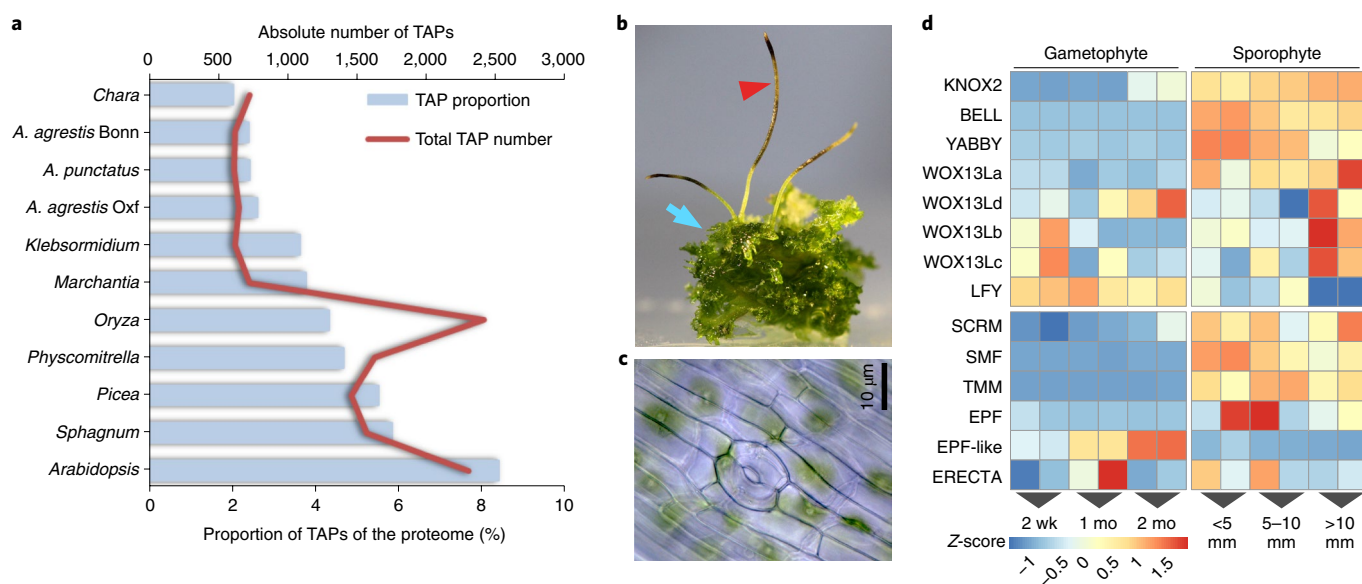 a
Absolute number of TAPs
0 500 1,000 1,500 2,000 2,500 3,000
TAP proportion
Total TAP number
Chara
A. agrestis Bonn
A. punctatus
A. agrestis Oxf
Klebsormidium
Marchantia
Oryza
Physcomitrella
Picea
Sphagnum
Arabidopsis
0 2 4 6 8 10
Proportion of TAPs of the proteome (%)
b
c
10 µm
d
Gametophyte Sporophyte
KNOX2
BELL
YABBY
WOX13La
WOX13Ld
WOX13Lb
WOX13Lc
LFY
SCRM
SMF
TMM
EPF
EPF-like
ERECTA
2 wk 1 mo 2 mo <5 5–10 >10
mm mm mm
Z-score
–1 –0.5 0 0.5 1 1.5